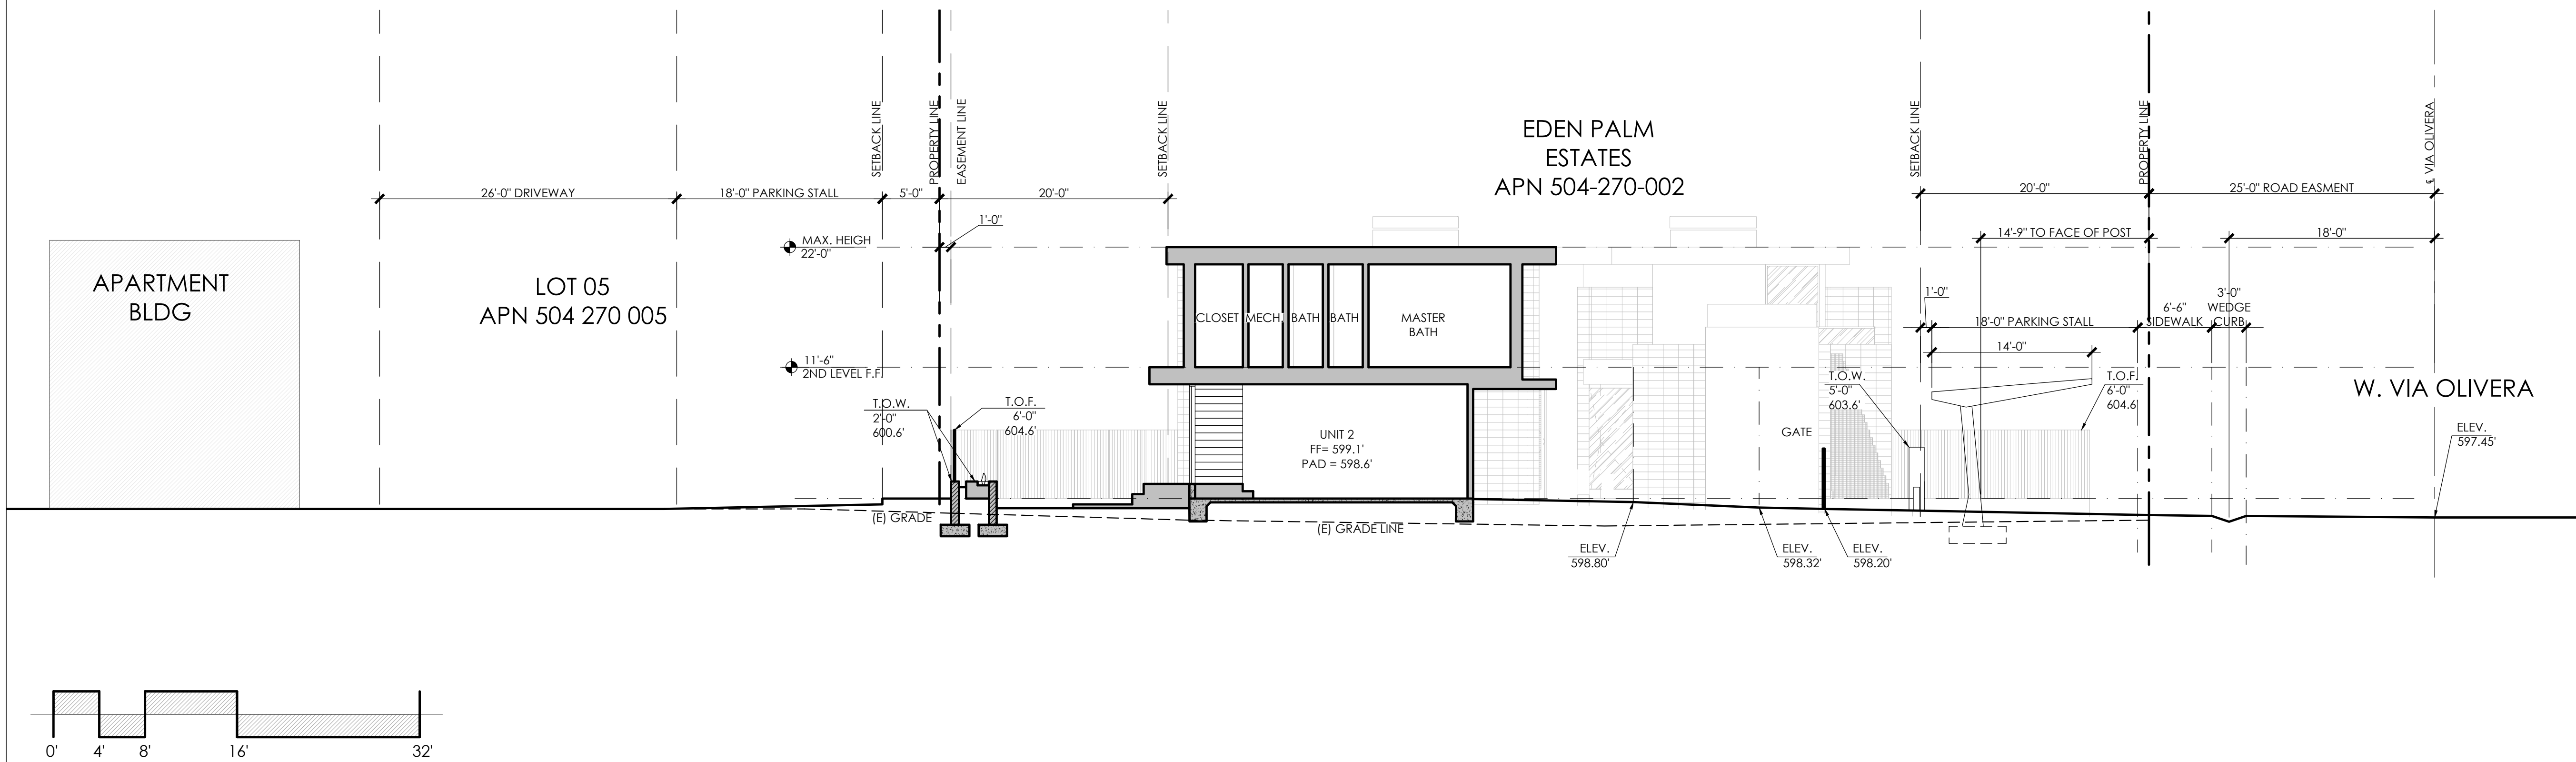 SETBACK LINE
PROPERTY LINE
EASEMENT LINE
SETBACK LINE
EDEN PALM
ESTATES
APN 504-270-002
SETBACK LINE
PROPERTY LINE
℄ VIA OLIVERA
26'-0" DRIVEWAY
18'-0" PARKING STALL
5'-0"
20'-0"
20'-0"
25'-0" ROAD EASMENT
1'-0"
14'-9" TO FACE OF POST
18'-0"
MAX. HEIGH
22'-0"
APARTMENT
BLDG
LOT 05
APN 504 270 005
CLOSET
MECH.
BATH
BATH
MASTER
BATH
1'-0"
18'-0" PARKING STALL
6'-6"
SIDEWALK
3'-0"
WEDGE
CURB
14'-0"
11'-6"
2ND LEVEL F.F.
T.O.W.
2'-0"
600.6'
T.O.F.
6'-0"
604.6'
UNIT 2
FF= 599.1'
PAD = 598.6'
GATE
T.O.W.
5'-0"
603.6'
T.O.F.
6'-0"
604.6'
W. VIA OLIVERA
ELEV.
597.45'
(E) GRADE
(E) GRADE LINE
ELEV.
598.80'
ELEV.
598.32'
ELEV.
598.20'
0'
4'
8'
16'
32'